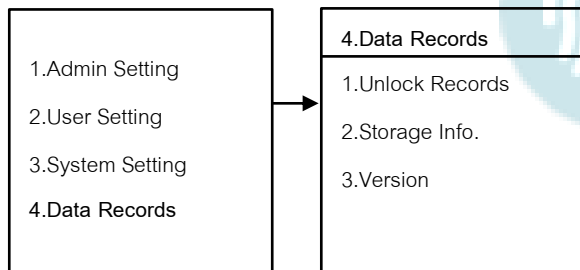 1.Admin Setting
2.User Setting
3.System Setting
4.Data Records
4.Data Records
1.Unlock Records
2.Storage Info.
3.Version